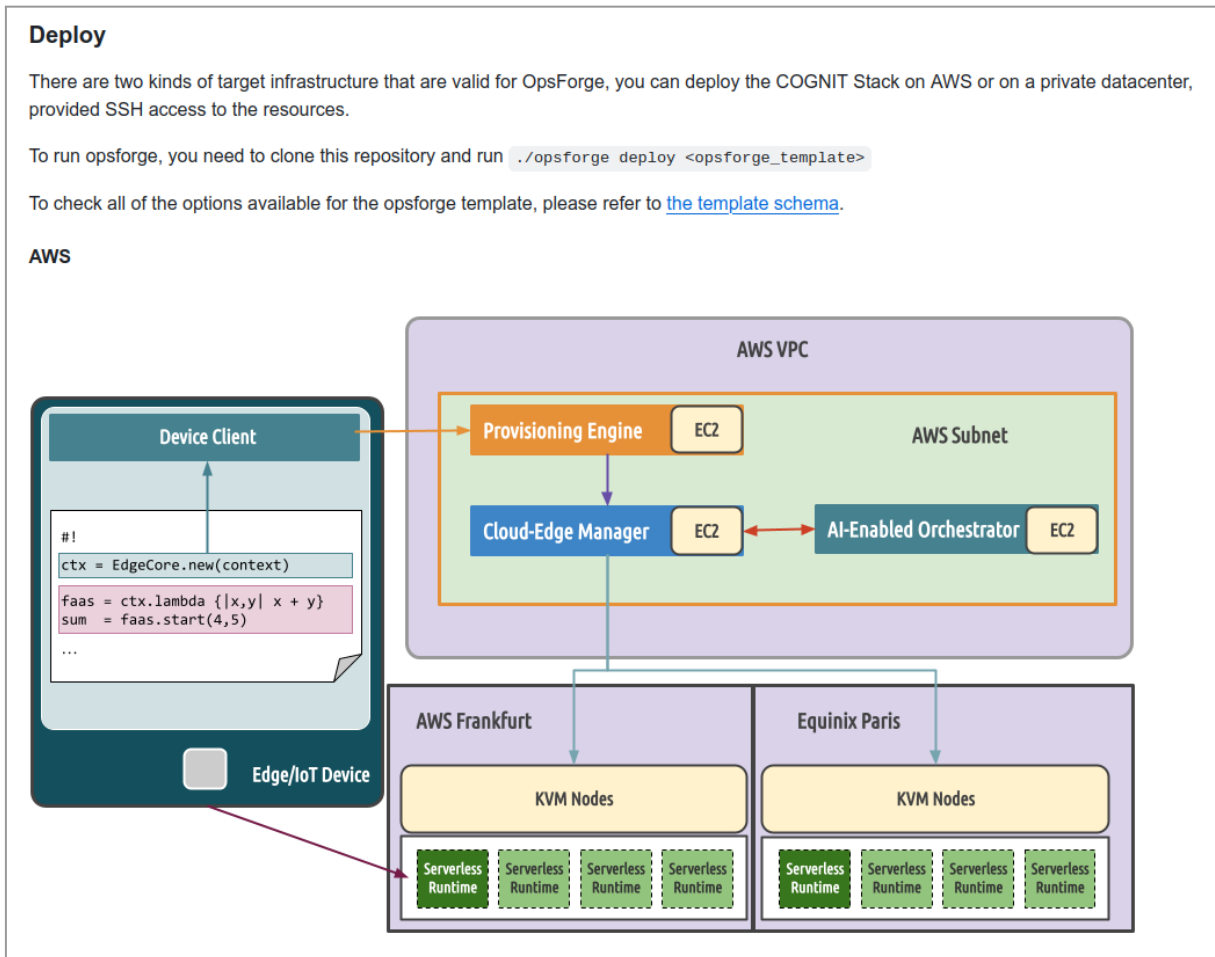 Deploy
There are two kinds of target infrastructure that are valid for OpsForge, you can deploy the COGNIT Stack on AWS or on a private datacenter,
provided SSH access to the resources.
To run opsforge, you need to clone this repository and run ./opsforge deploy <opsforge_template>
To check all of the options available for the opsforge template, please refer to the template schema.
AWS
AWS VPC
Device Client
Provisioning Engine
EC2
AWS Subnet
Cloud-Edge Manager
EC2
AI-Enabled Orchestrator
EC2
#!
ctx = EdgeCore.new(context)
faas = ctx.lambda {|x,y| x + y}
sum  = faas.start(4,5)
...
Edge/IoT Device
AWS Frankfurt
Equinix Paris
KVM Nodes
KVM Nodes
Serverless
Runtime
Serverless
Runtime
Serverless
Runtime
Serverless
Runtime
Serverless
Runtime
Serverless
Runtime
Serverless
Runtime
Serverless
Runtime